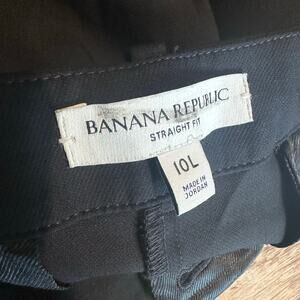 BANANA REPUBLIC
STRAIGHT FIT
10L
MADE IN
JORDAN